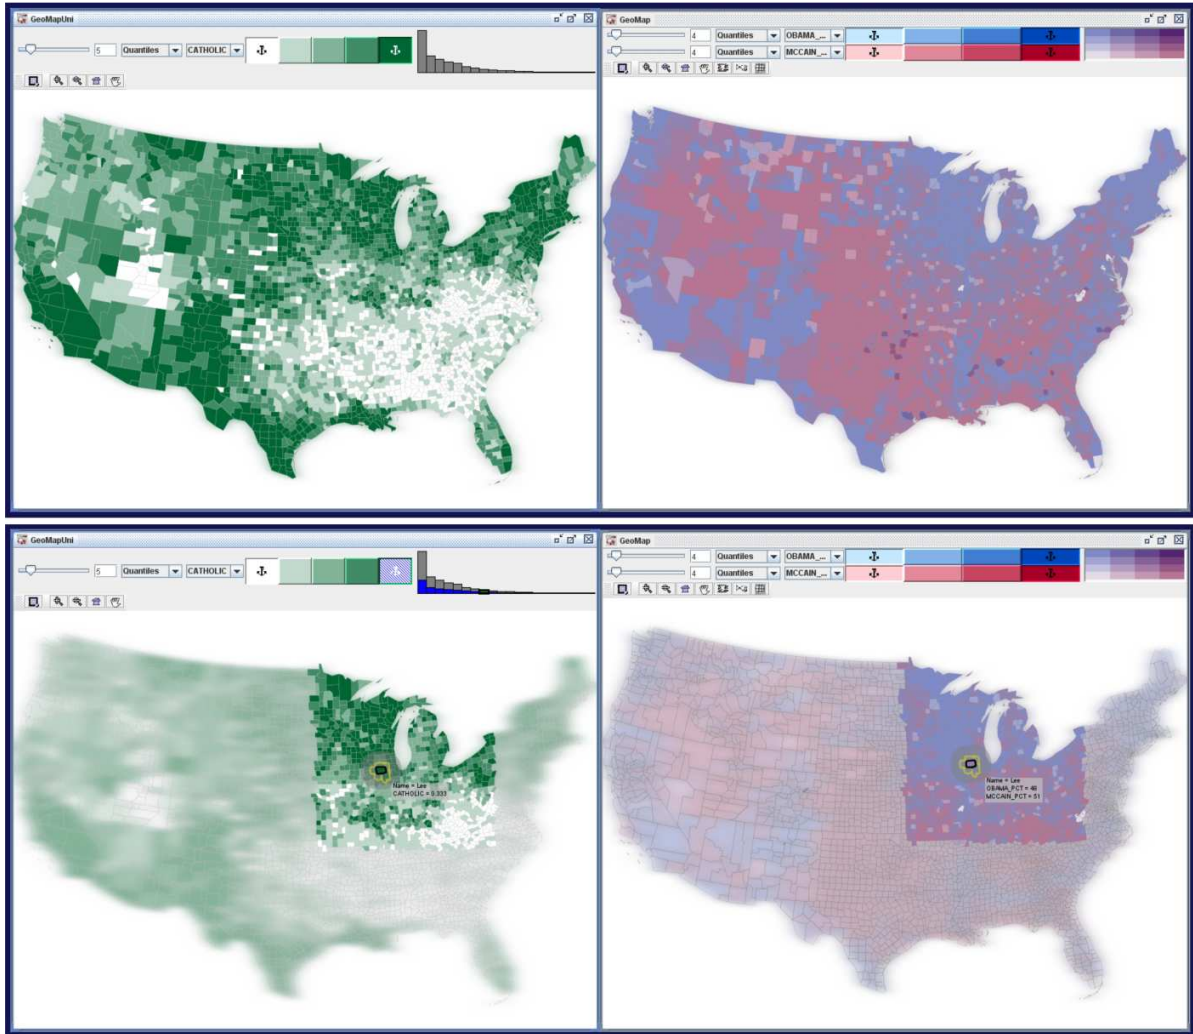 GeoMapUni
5 Quantiles CATHOLIC
GeoMap
4 Quantiles OBAMA_...
4 Quantiles MCCAIN_...
GeoMapUni
5 Quantiles CATHOLIC
Name = Lee
CATHOLIC = 0.333
GeoMap
4 Quantiles OBAMA_...
4 Quantiles MCCAIN_...
Name = Lee
OBAMA_PCT = 48
MCCAIN_PCT = 51